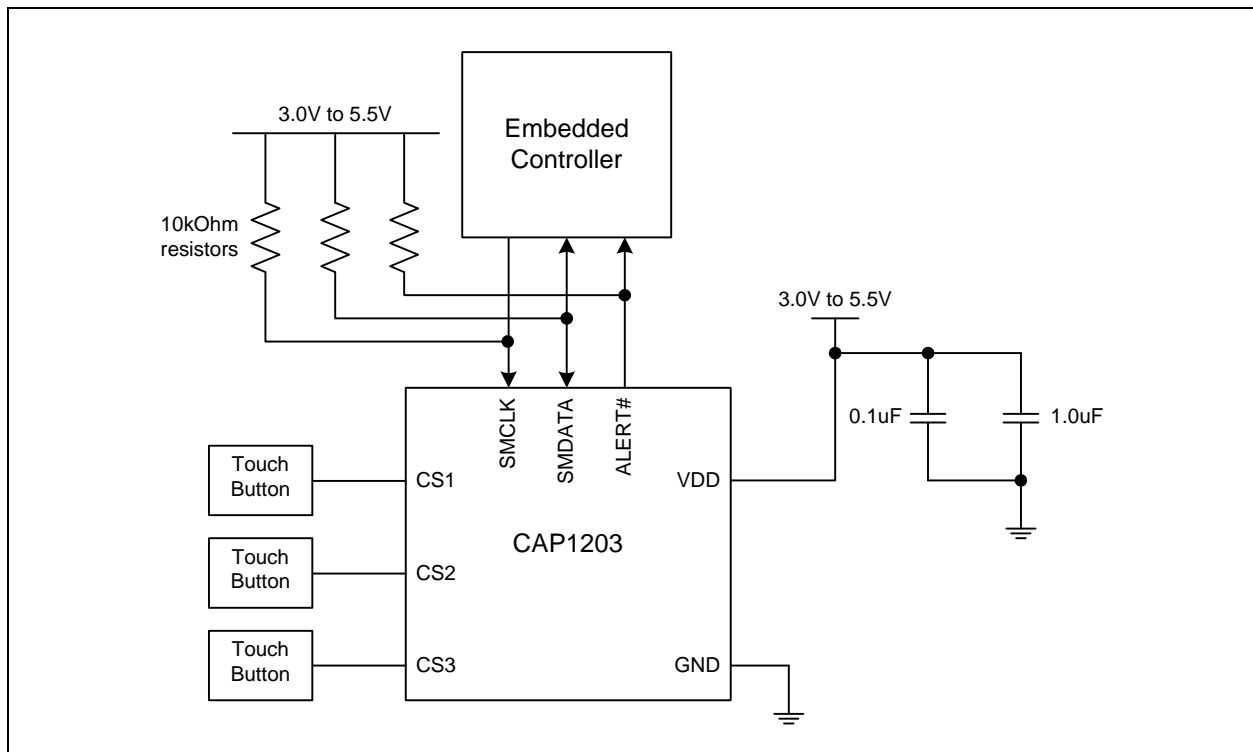 Embedded
Controller
3.0V to 5.5V
10kOhm
resistors
3.0V to 5.5V
0.1uF
1.0uF
SMCLK
SMDATA
ALERT#
Touch
Button
CS1
VDD
CAP1203
Touch
Button
CS2
Touch
Button
CS3
GND